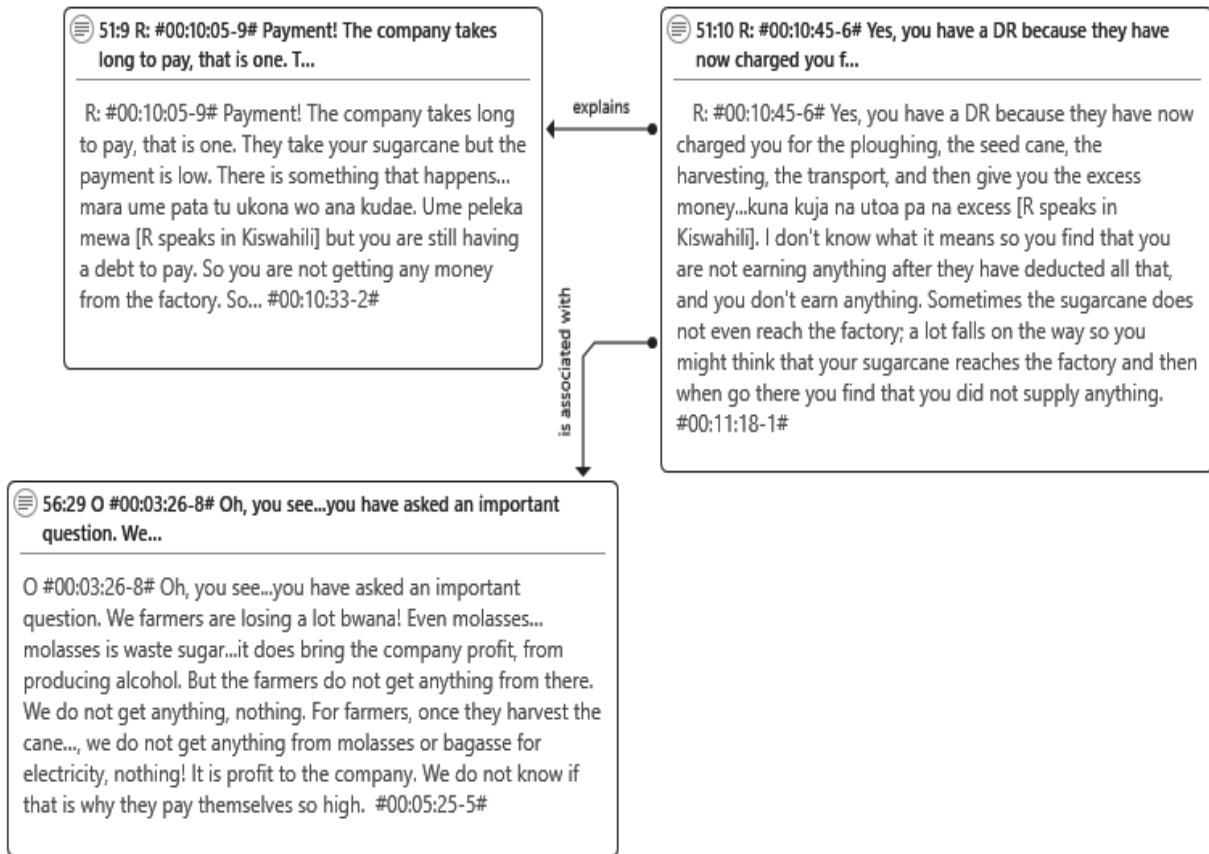 51:9 R: #00:10:05-9# Payment! The company takes
long to pay, that is one. T...
R: #00:10:05-9# Payment! The company takes long
to pay, that is one. They take your sugarcane but the
payment is low. There is something that happens...
mara ume pata tu ukona wo ana kudae. Ume peleka
mewa [R speaks in Kiswahili] but you are still having
a debt to pay. So you are not getting any money
from the factory. So... #00:10:33-2#
explains
51:10 R: #00:10:45-6# Yes, you have a DR because they have
now charged you f...
R: #00:10:45-6# Yes, you have a DR because they have now
charged you for the ploughing, the seed cane, the
harvesting, the transport, and then give you the excess
money...kuna kuja na utoa pa na excess [R speaks in
Kiswahili]. I don't know what it means so you find that you
are not earning anything after they have deducted all that,
and you don't earn anything. Sometimes the sugarcane does
not even reach the factory; a lot falls on the way so you
might think that your sugarcane reaches the factory and then
when go there you find that you did not supply anything.
#00:11:18-1#
is associated with
56:29 O #00:03:26-8# Oh, you see...you have asked an important
question. We...
O #00:03:26-8# Oh, you see...you have asked an important
question. We farmers are losing a lot bwana! Even molasses...
molasses is waste sugar...it does bring the company profit, from
producing alcohol. But the farmers do not get anything from there.
We do not get anything, nothing. For farmers, once they harvest the
cane..., we do not get anything from molasses or bagasse for
electricity, nothing! It is profit to the company. We do not know if
that is why they pay themselves so high. #00:05:25-5#